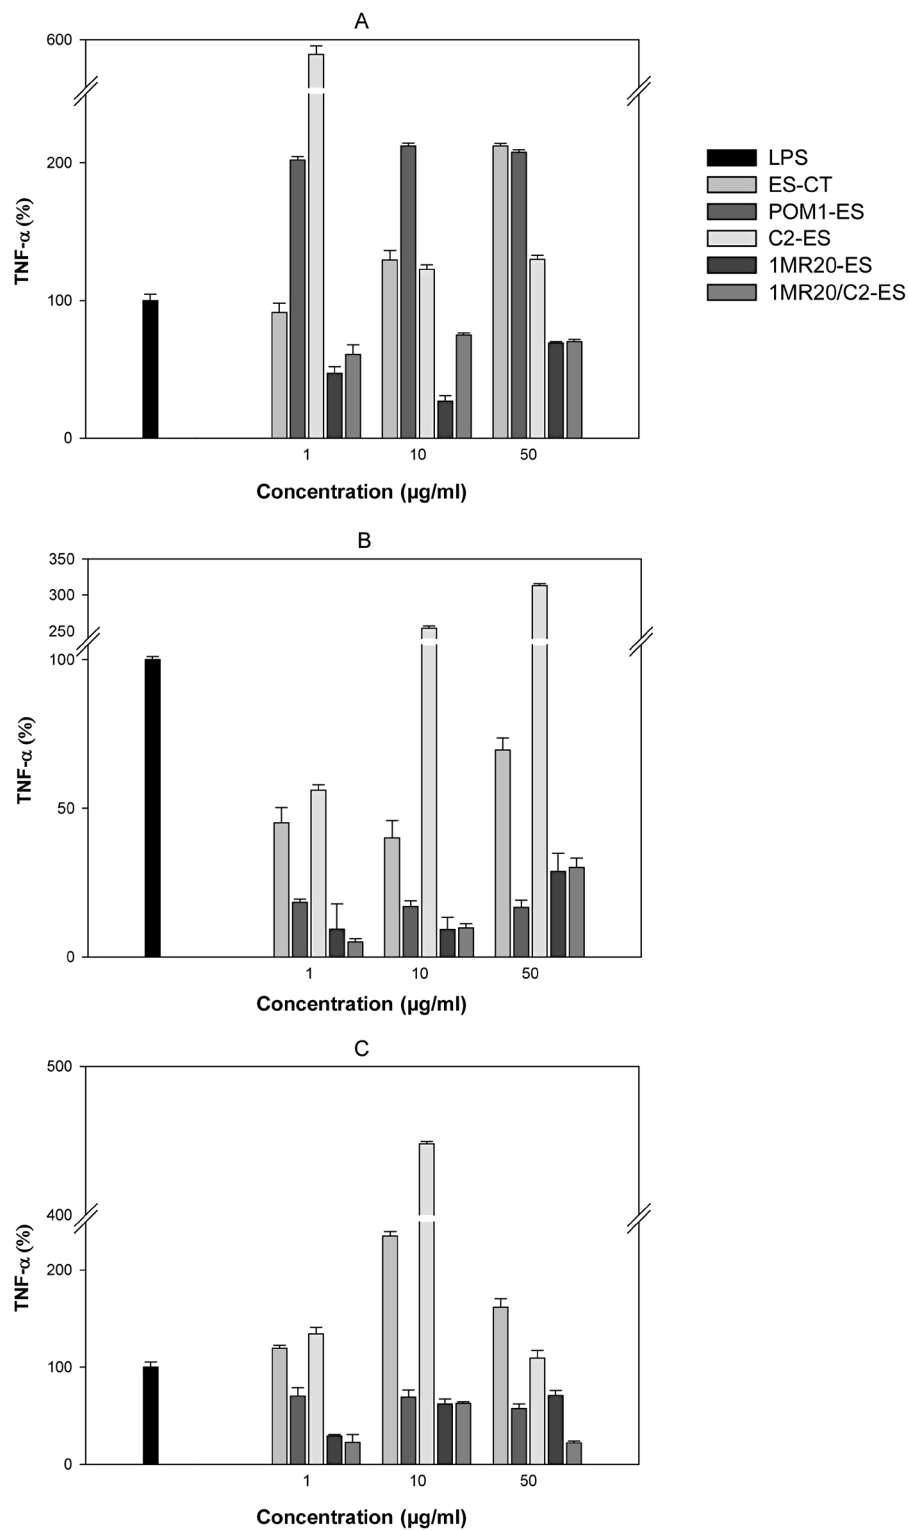 A
600
200
100
0
TNF-α (%)
1 10 50
Concentration (µg/ml)
LPS
ES-CT
POM1-ES
C2-ES
1MR20-ES
1MR20/C2-ES
B
350
300
250
100
50
0
TNF-α (%)
1 10 50
Concentration (µg/ml)
C
500
400
200
100
0
TNF-α (%)
1 10 50
Concentration (µg/ml)